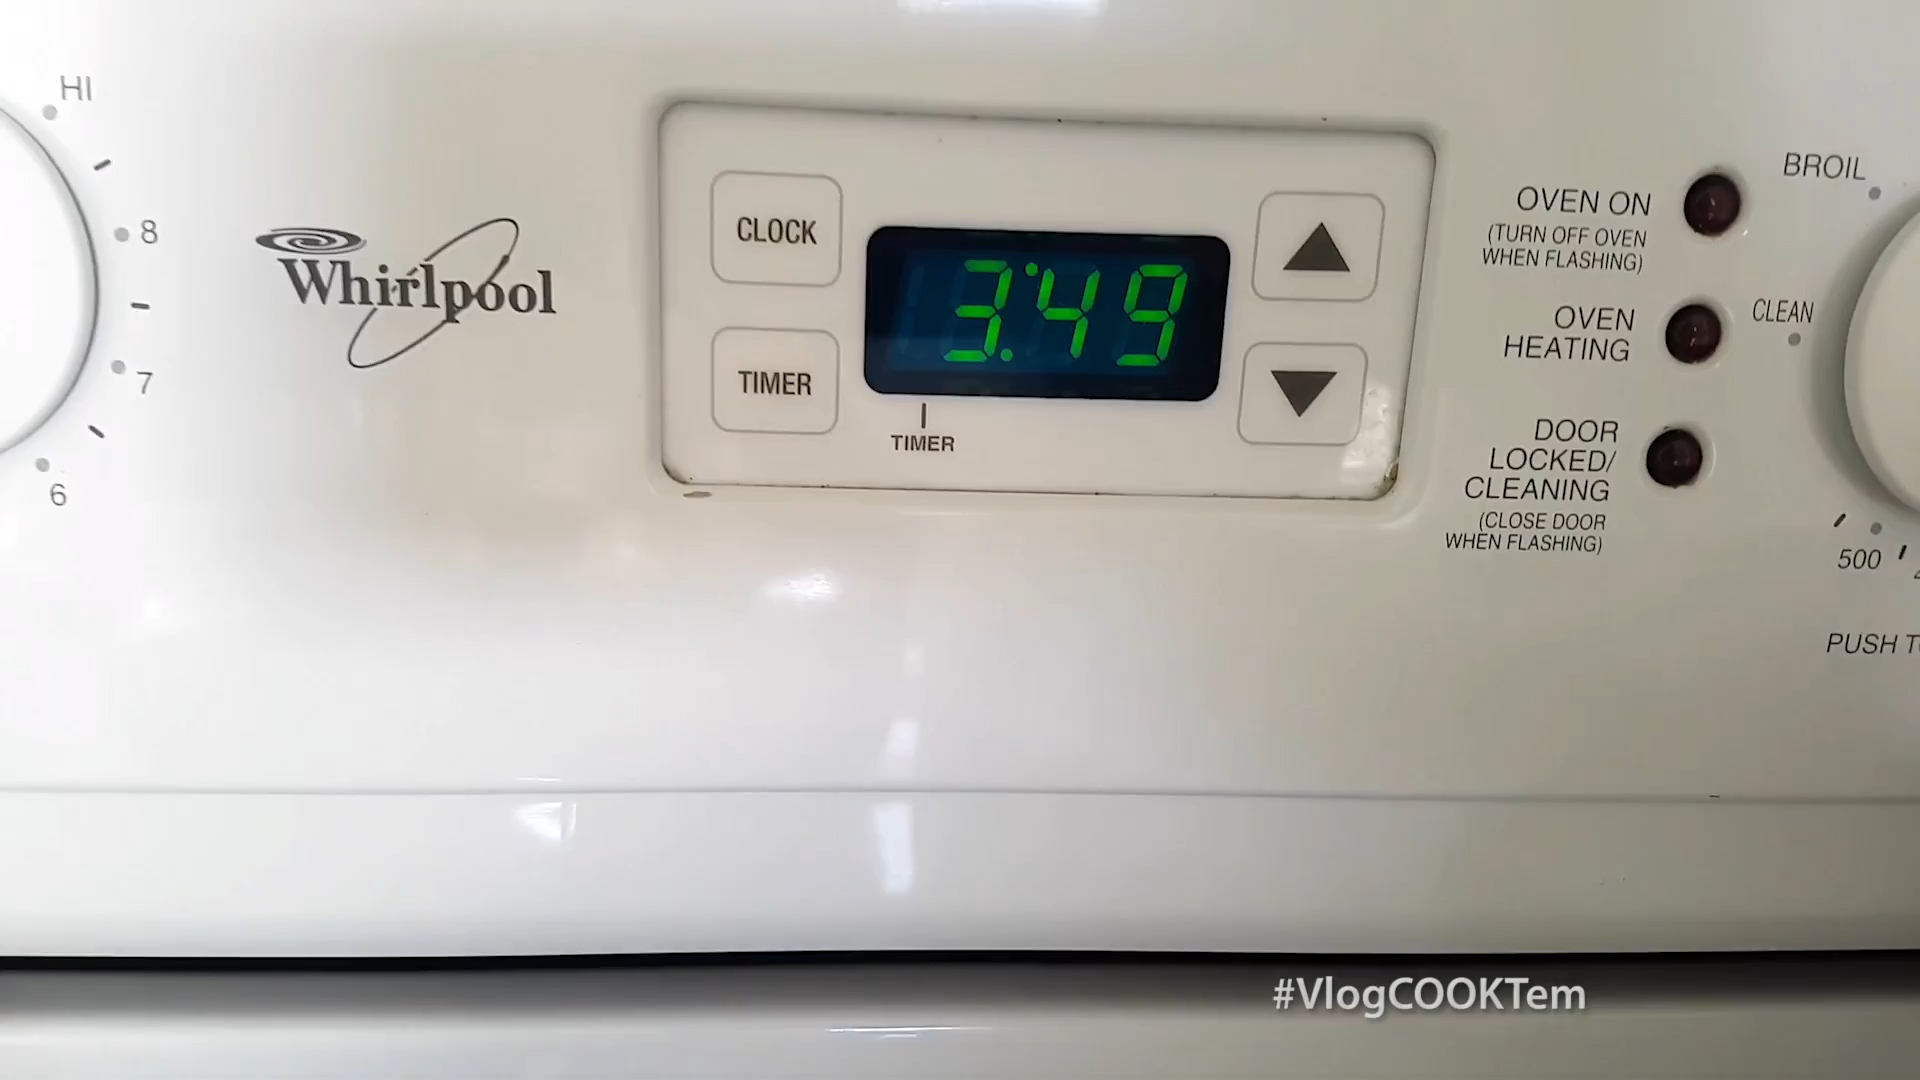 HI
8
7
6
Whirlpool
CLOCK
TIMER
3:49
TIMER
OVEN ON
(TURN OFF OVEN
WHEN FLASHING)
OVEN
HEATING
DOOR
LOCKED/
CLEANING
(CLOSE DOOR
WHEN FLASHING)
BROIL
CLEAN
500
PUSH
#VlogCOOKTem